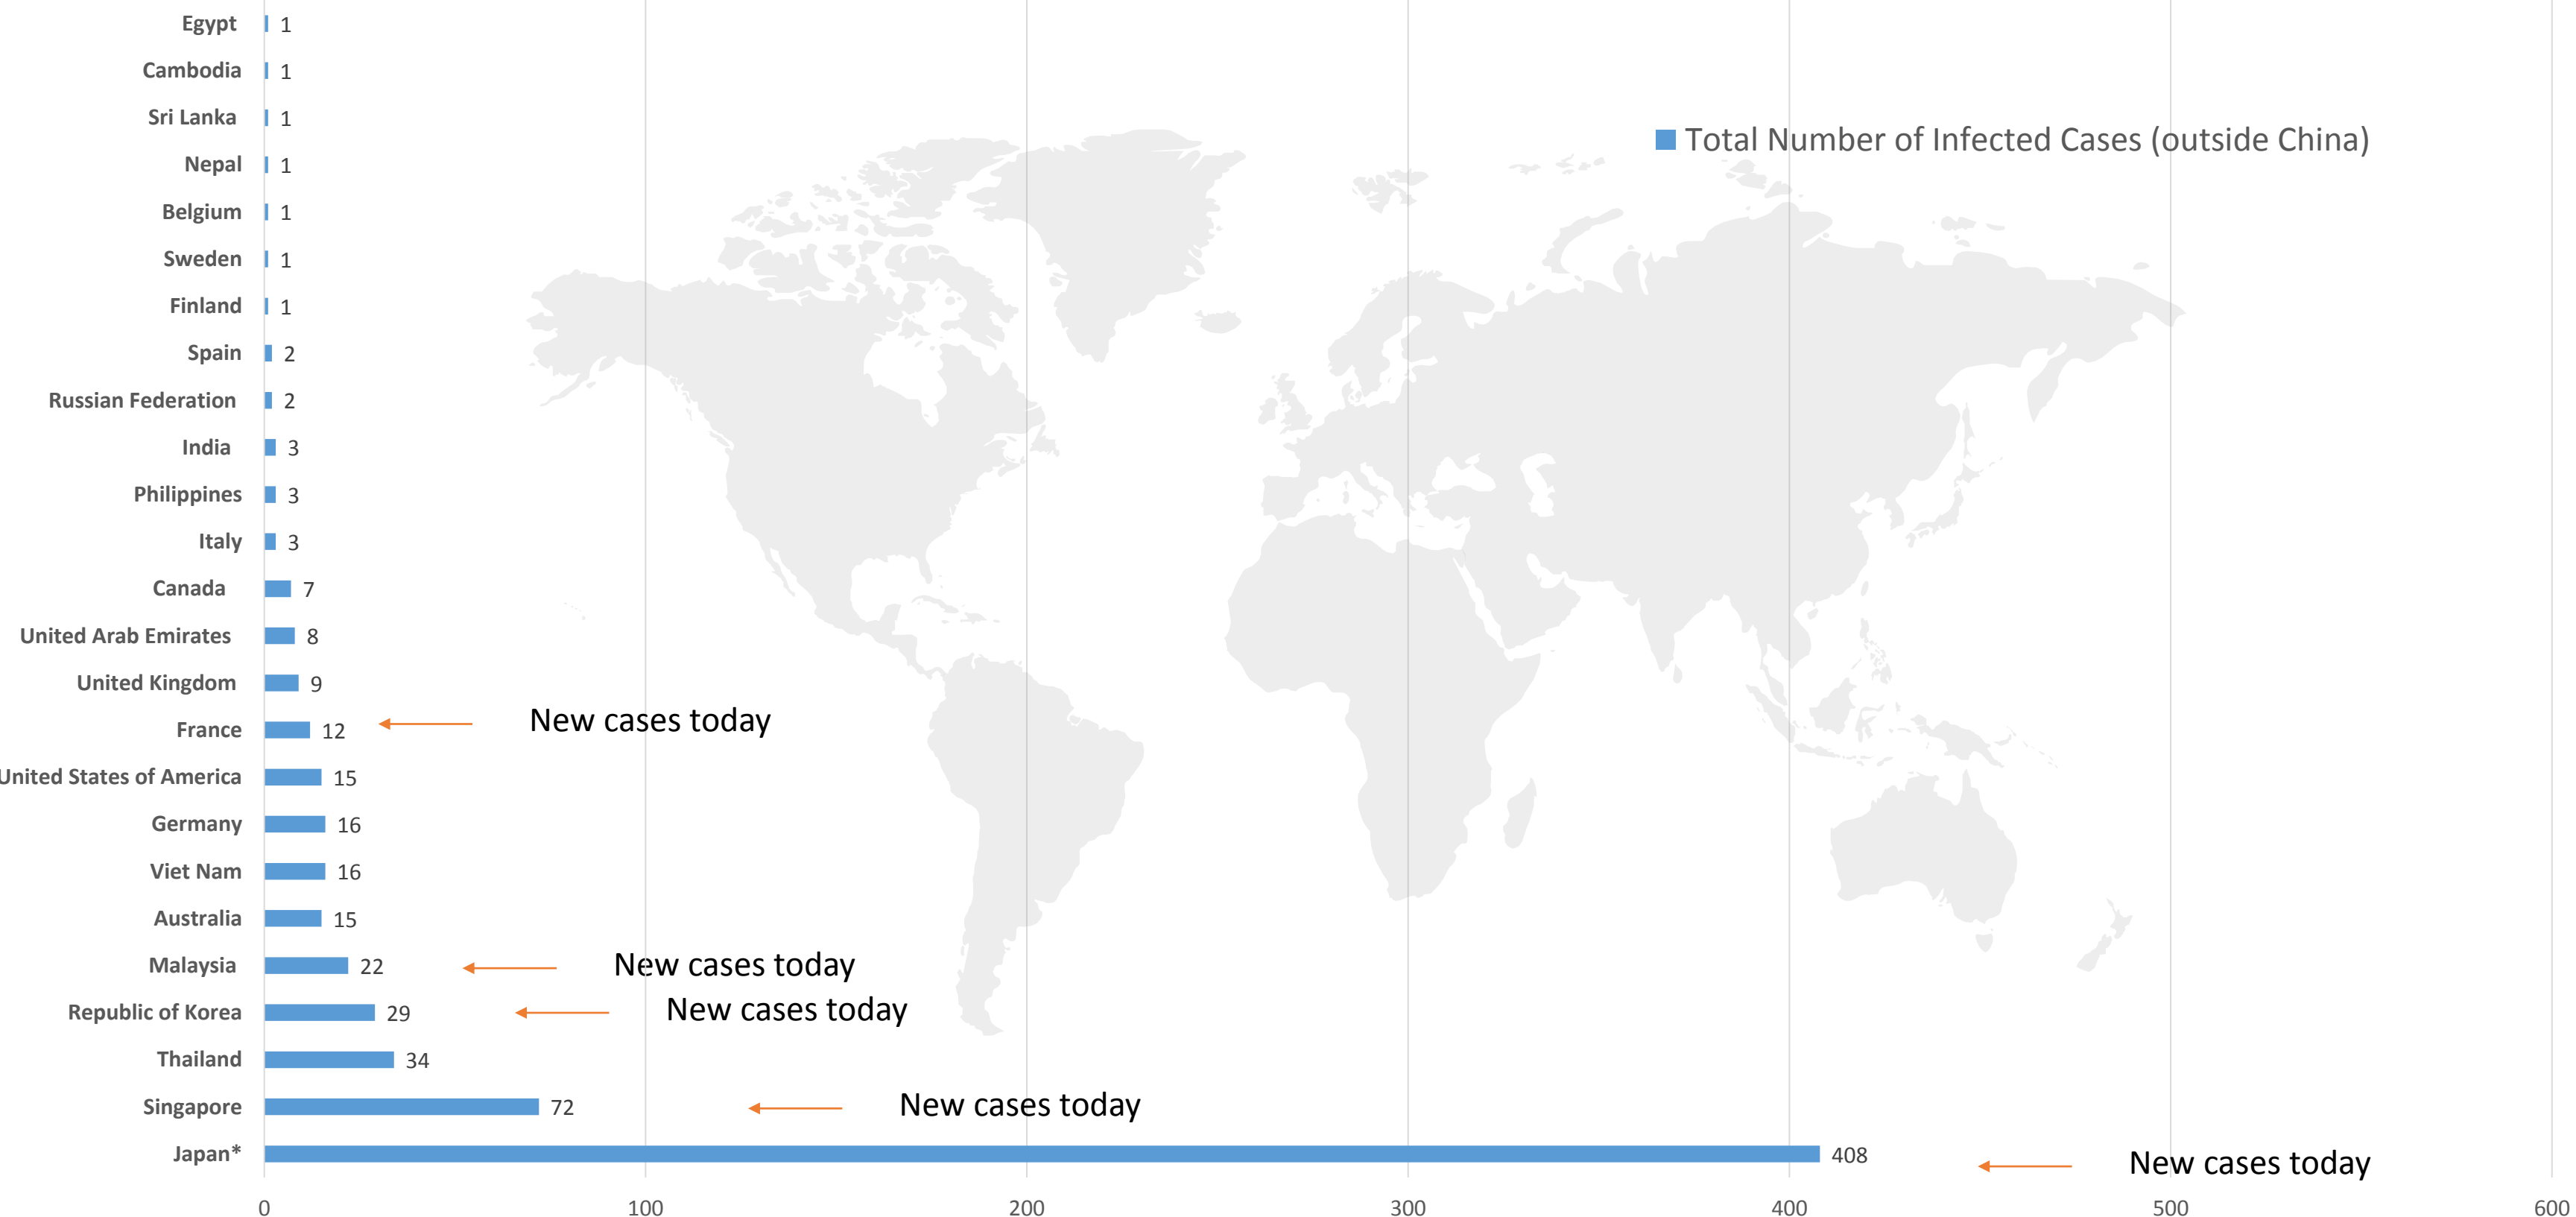 Egypt 1
Cambodia 1
Sri Lanka 1
Total Number of Infected Cases (outside China)
Nepal 1
Belgium 1
Sweden 1
Finland 1
Spain 2
Russian Federation 2
India 3
Philippines 3
Italy 3
Canada 7
United Arab Emirates 8
United Kingdom 9
France 12 New cases today
United States of America 15
Germany 16
Viet Nam 16
Australia 15
Malaysia 22 New cases today
Republic of Korea 29 New cases today
Thailand 34
Singapore 72 New cases today
Japan* 408 New cases today
0 100 200 300 400 500 600